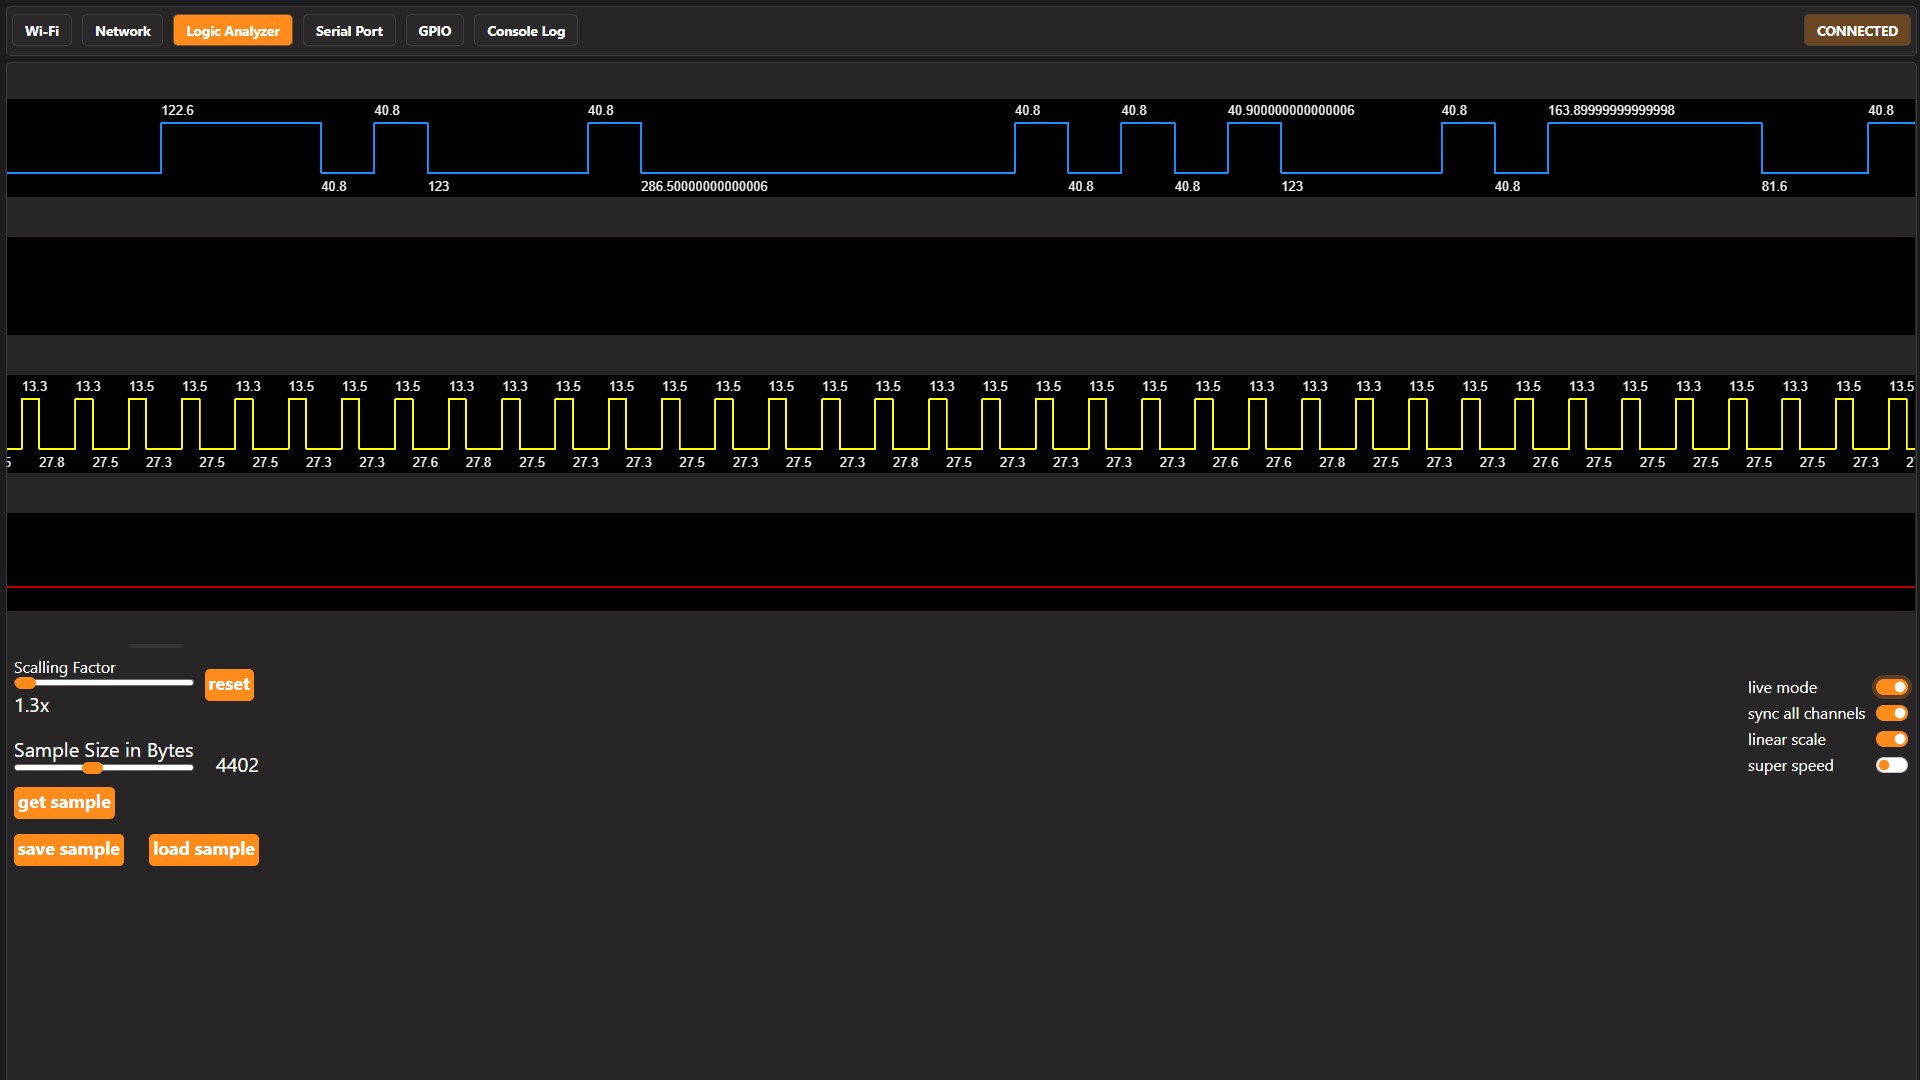 Wi-Fi Network Logic Analyzer Serial Port GPIO Console Log CONNECTED
122.6 40.8 40.8 40.8 40.8 40.900000000000006 40.8 163.89999999999998 40.8
40.8 123 286.50000000000006 40.8 40.8 123 40.8 81.6
13.3 13.3 13.5 13.5 13.3 13.5 13.5 13.5 13.3 13.3 13.5 13.5 13.5 13.5 13.5 13.5 13.5 13.3 13.5 13.5 13.5 13.5 13.5 13.3 13.3 13.3 13.5 13.5 13.5 13.3 13.5 13.3 13.5 13.3 13.5 13.5
27.8 27.5 27.3 27.5 27.5 27.3 27.3 27.6 27.8 27.5 27.3 27.3 27.5 27.3 27.5 27.3 27.8 27.5 27.3 27.3 27.3 27.3 27.6 27.6 27.8 27.5 27.3 27.3 27.6 27.5 27.5 27.5 27.5 27.5 27.3
Scalling Factor
reset
1.3x
Sample Size in Bytes
4402
get sample
save sample load sample
live mode
sync all channels
linear scale
super speed